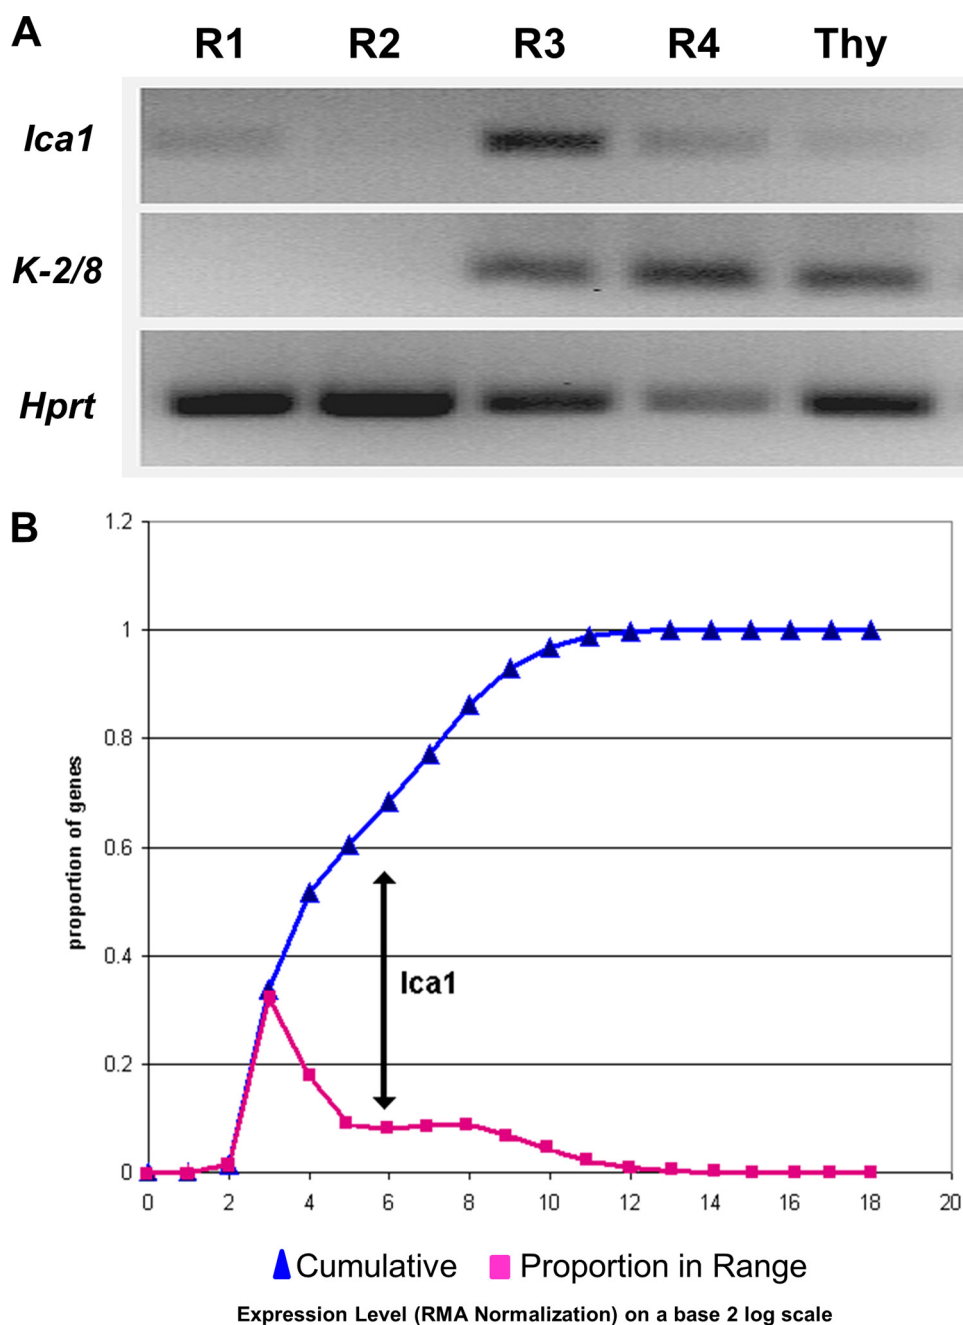 A
R1 R2 R3 R4 Thy
Ica1
K-2/8
Hprt
B
1.2
1
0.8
0.6
0.4
0.2
0
proportion of genes
Ica1
0 2 4 6 8 10 12 14 16 18 20
Cumulative Proportion in Range
Expression Level (RMA Normalization) on a base 2 log scale